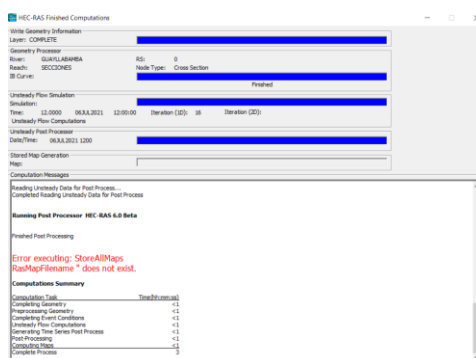 HEC-RAS Finished Computations
Write Geometry Information
Layer: COMPLETE
Geometry Processor
River: GUAYLLABAMBA RS: 0
Reach: SECCIONES Node Type: Cross Section
IB Curve:
Finished
Unsteady Flow Simulation
Simulation:
Time: 12.0000 06JUL2021 12:00:00 Iteration (1D): 16 Iteration (2D):
Unsteady Flow Computations
Unsteady Post Processor
Date/Time: 06JUL2021 1200
Stored Map Generation
Map:
Computation Messages
Reading Unsteady Data for Post Process...
Completed Reading Unsteady Data for Post Process
Running Post Processor HEC-RAS 6.0 Beta
Finished Post Processing
Error executing: StoreAllMaps
RasMapFilename '' does not exist.
Computations Summary
Computation Task Time(hh:mm:ss)
Completing Geometry <1
Preprocessing Geometry <1
Completing Event Conditions <1
Unsteady Flow Computations <1
Generating Time Series Post Process <1
Post-Processing <1
Computing Maps <1
Complete Process 3